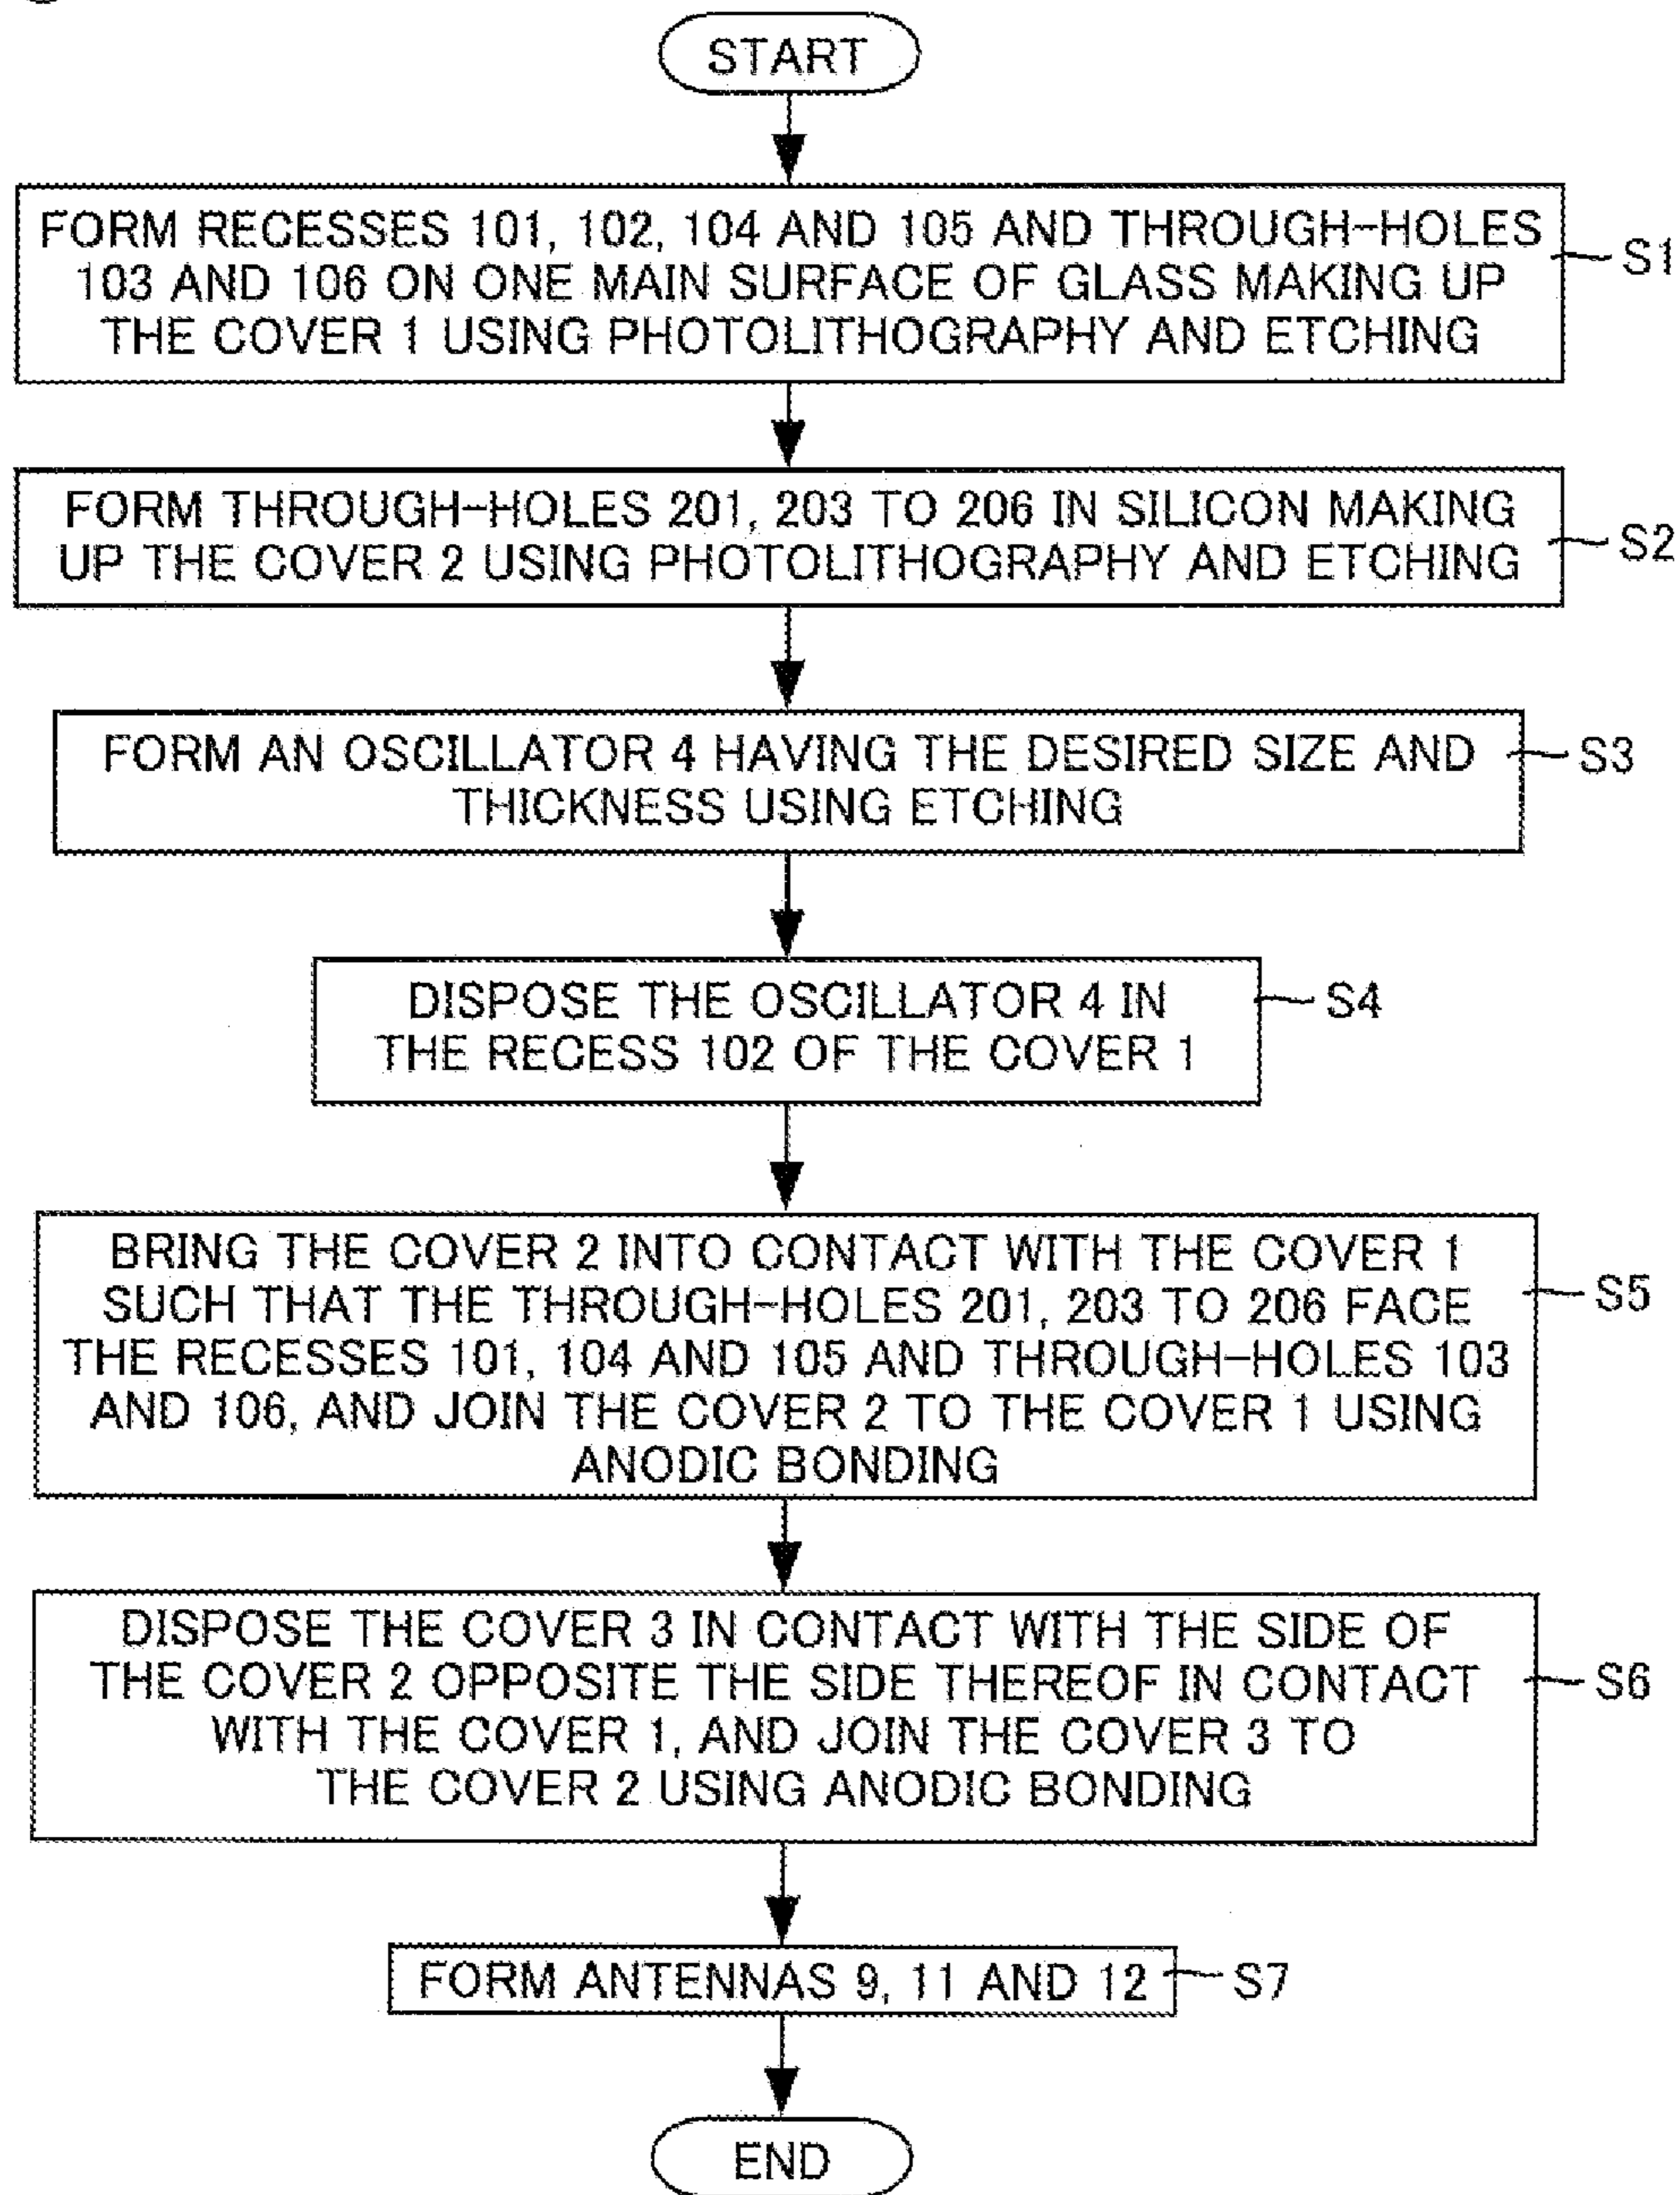 START
FORM RECESSES 101, 102, 104 AND 105 AND THROUGH-HOLES
103 AND 106 ON ONE MAIN SURFACE OF GLASS MAKING UP
THE COVER 1 USING PHOTOLITHOGRAPHY AND ETCHING
S1
FORM THROUGH-HOLES 201, 203 TO 206 IN SILICON MAKING
UP THE COVER 2 USING PHOTOLITHOGRAPHY AND ETCHING
S2
FORM AN OSCILLATOR 4 HAVING THE DESIRED SIZE AND
THICKNESS USING ETCHING
S3
DISPOSE THE OSCILLATOR 4 IN
THE RECESS 102 OF THE COVER 1
S4
BRING THE COVER 2 INTO CONTACT WITH THE COVER 1
SUCH THAT THE THROUGH-HOLES 201, 203 TO 206 FACE
THE RECESSES 101, 104 AND 105 AND THROUGH-HOLES 103
AND 106, AND JOIN THE COVER 2 TO THE COVER 1 USING
ANODIC BONDING
S5
DISPOSE THE COVER 3 IN CONTACT WITH THE SIDE OF
THE COVER 2 OPPOSITE THE SIDE THEREOF IN CONTACT
WITH THE COVER 1, AND JOIN THE COVER 3 TO
THE COVER 2 USING ANODIC BONDING
S6
FORM ANTENNAS 9, 11 AND 12
S7
END